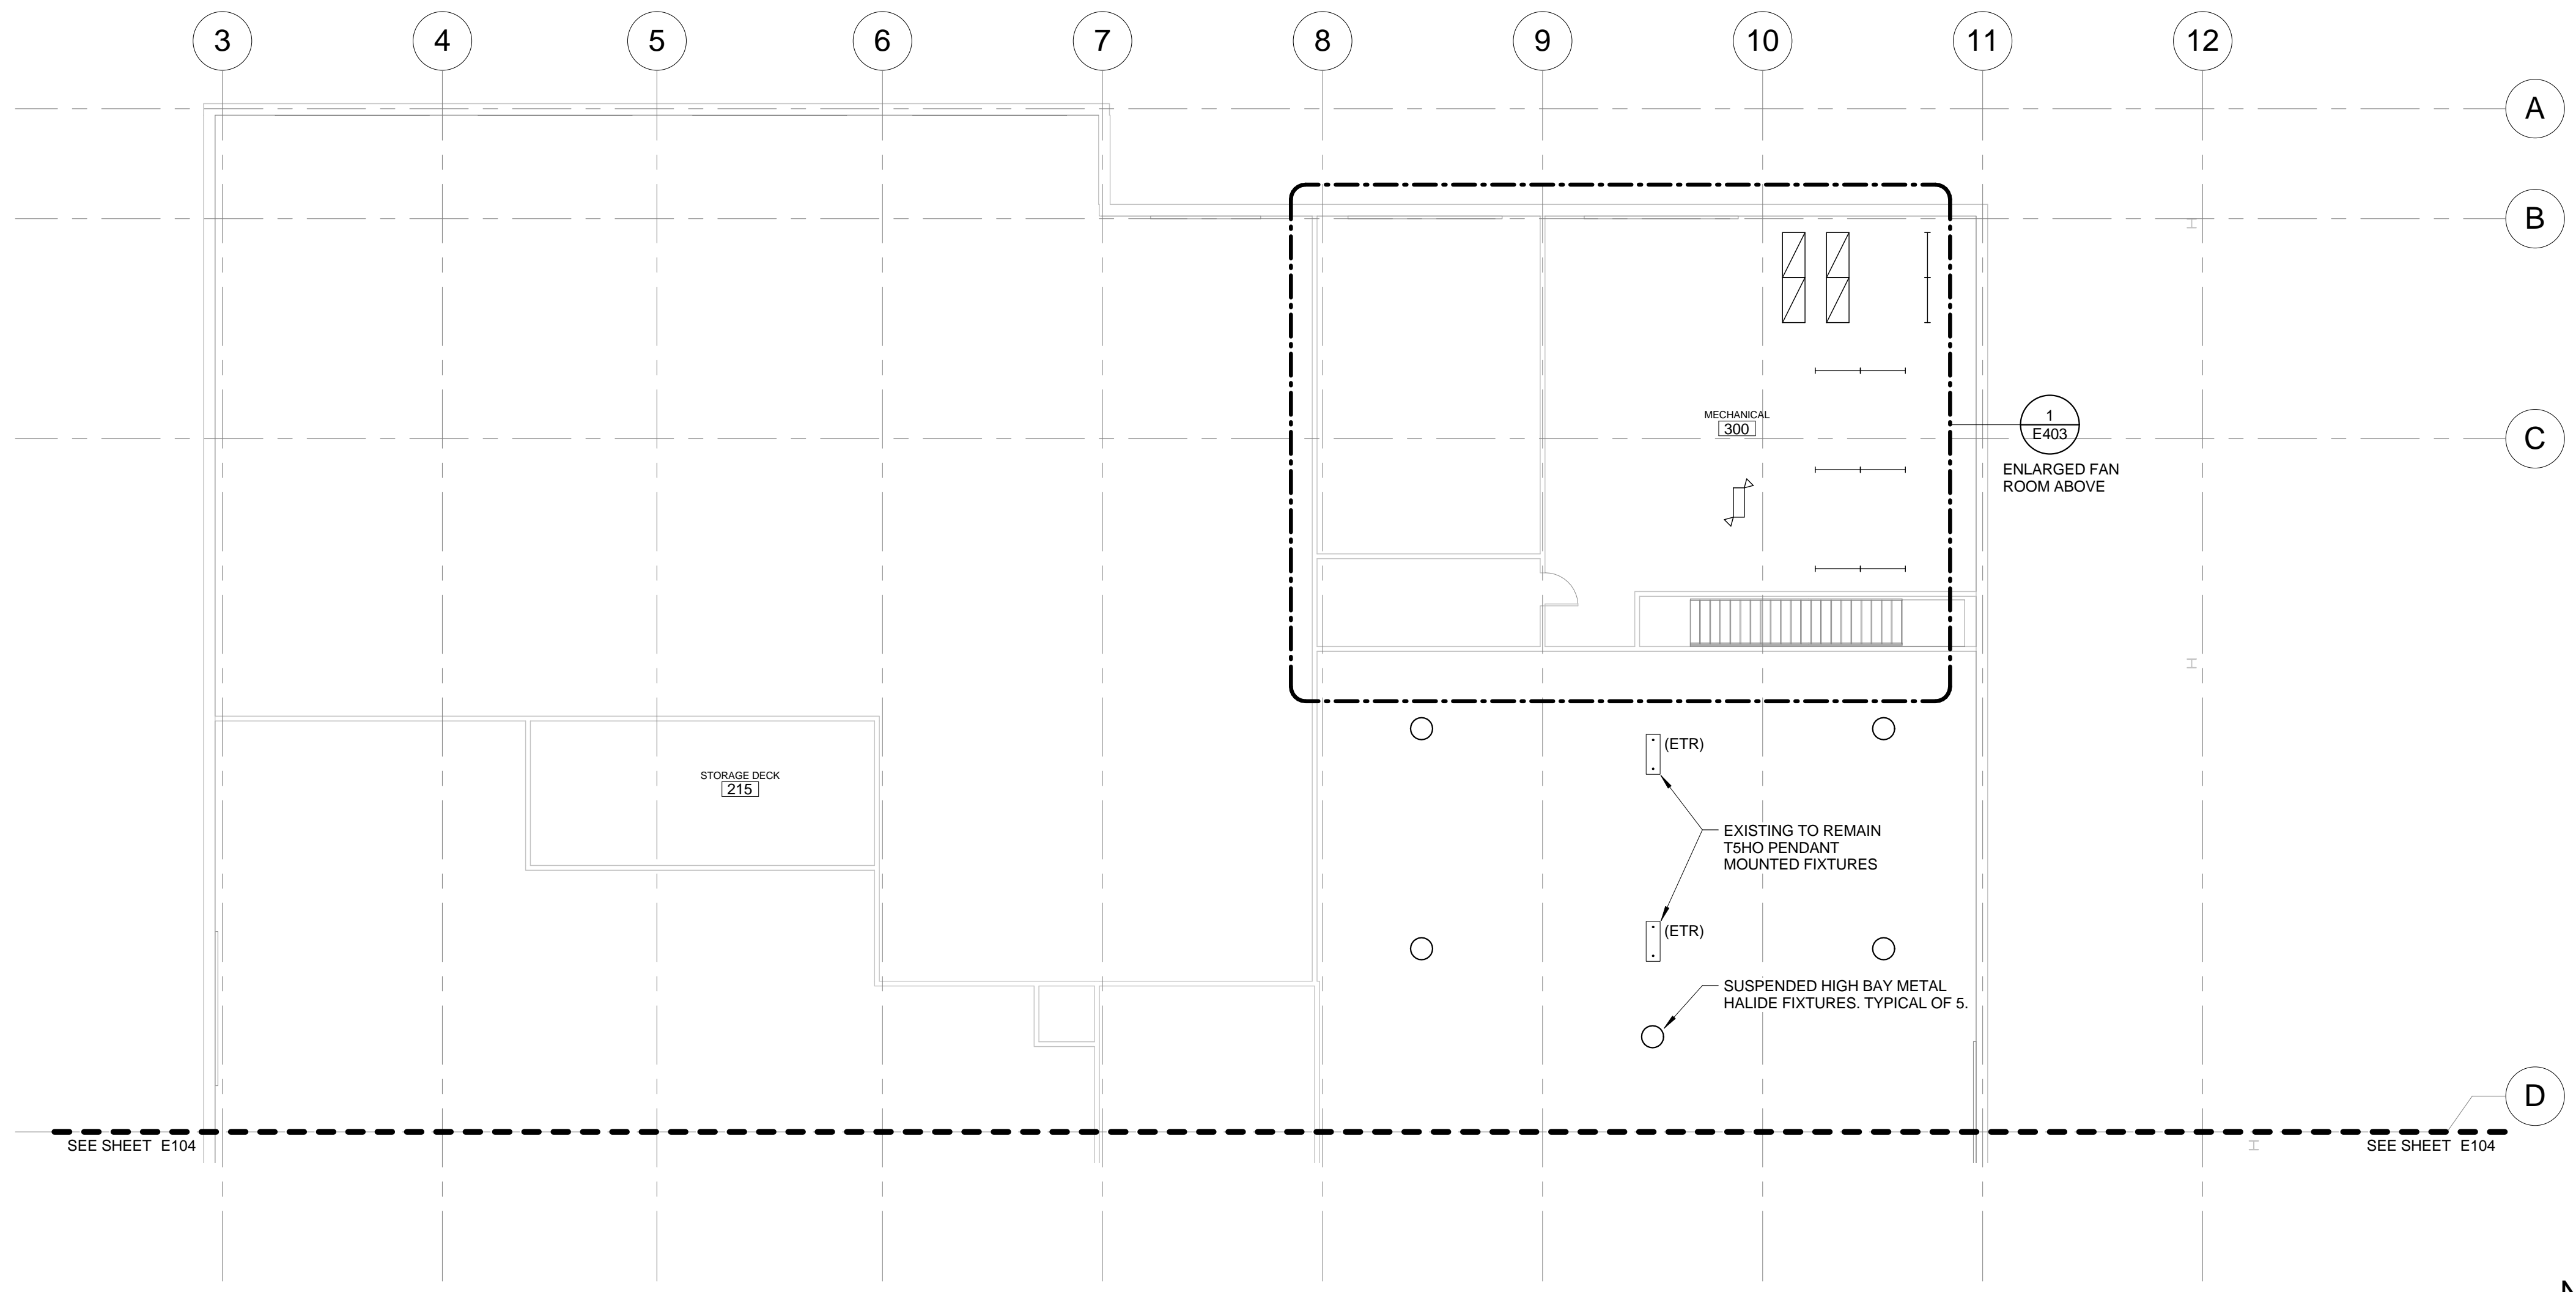 3
4
5
6
7
8
9
10
11
12
A
B
C
D
MECHANICAL
300
1
E403
ENLARGED FAN
ROOM ABOVE
STORAGE DECK
215
(ETR)
EXISTING TO REMAIN
T5HO PENDANT
MOUNTED FIXTURES
(ETR)
SUSPENDED HIGH BAY METAL
HALIDE FIXTURES. TYPICAL OF 5.
SEE SHEET E104
SEE SHEET E104